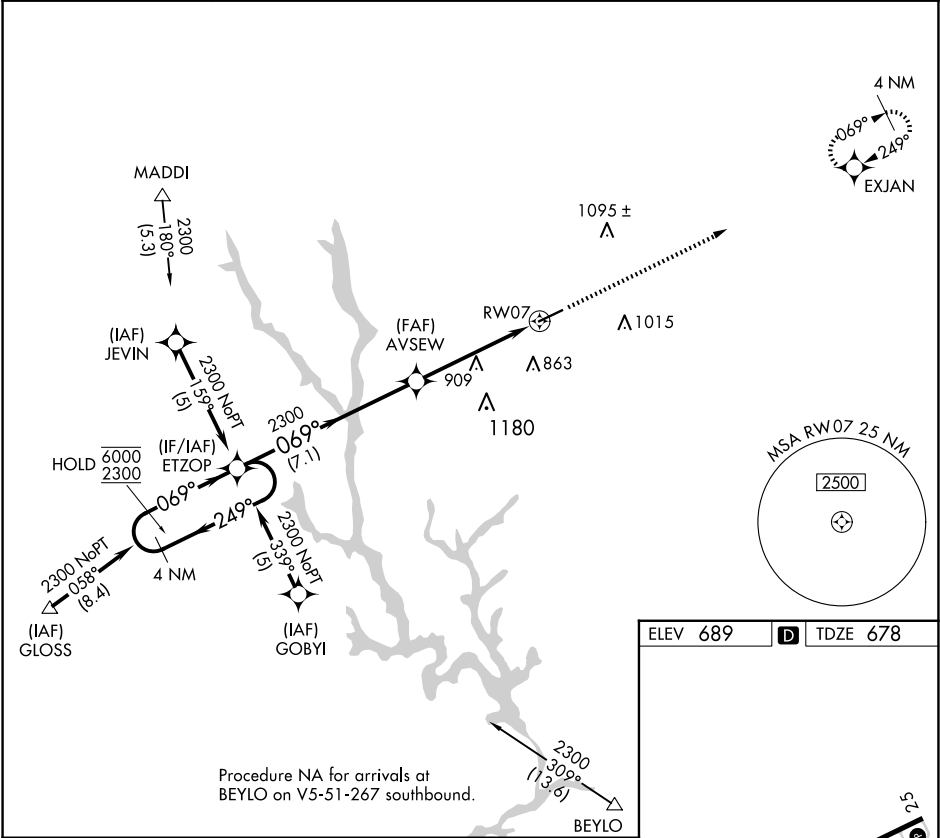 4 NM
069°
249°
EXJAN
MADDI
2300
180°
(5.3)
1095 ±
RW07
1015
(IAF)
JEVIN
2300 NoPT
159°
(5)
(FAF)
AVSEW
909
863
1180
2300
069°
(7.1)
(IF/IAF)
ETZOP
HOLD 6000
2300
069°
249°
4 NM
2300 NoPT
058°
(8.4)
(IAF)
GLOSS
2300 NoPT
339°
(5)
(IAF)
GOBYI
MSA RW07 25 NM
2500
ELEV 689 D TDZE 678
2300
309°
(13.6)
BEYLO
Procedure NA for arrivals at
BEYLO on V5-51-267 southbound.
25